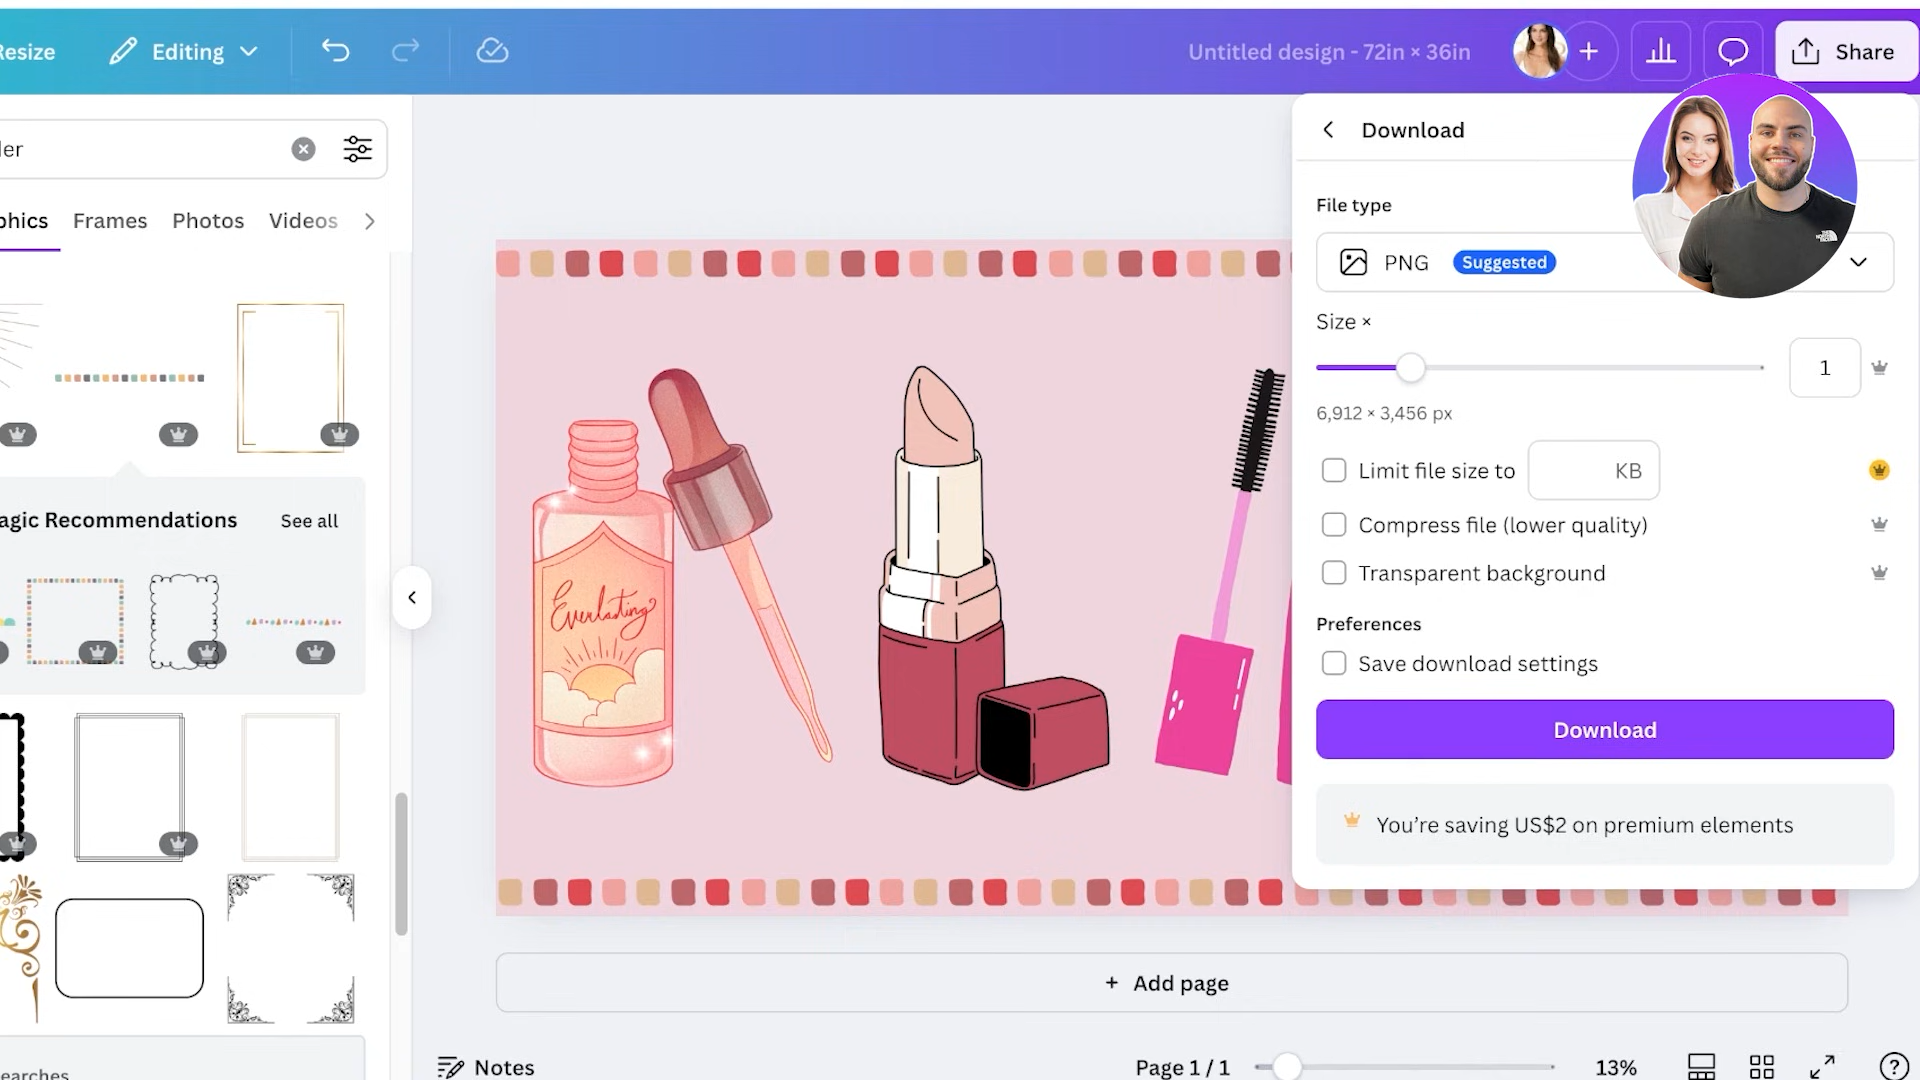 Resize
Editing
Untitled design - 72in × 36in
Share
ler
phics
Frames
Photos
Videos
agic Recommendations
See all
earches
Everlasting
Download
File type
PNG
Suggested
Size ×
1
6,912 × 3,456 px
Limit file size to
KB
Compress file (lower quality)
Transparent background
Preferences
Save download settings
Download
You’re saving US$2 on premium elements
+ Add page
Notes
Page 1 / 1
13%